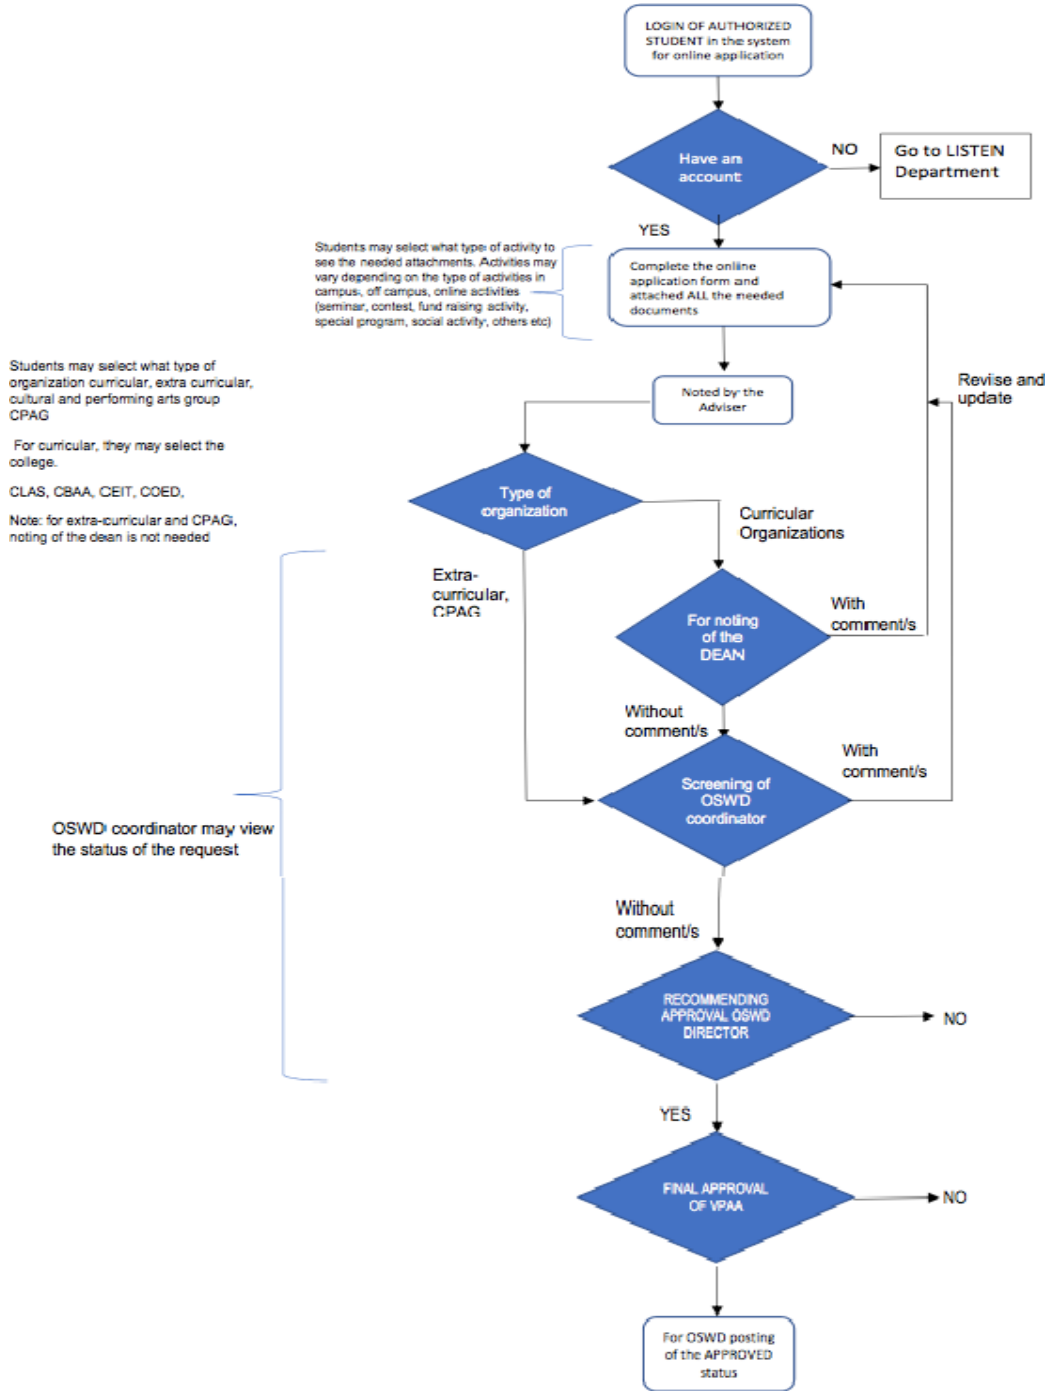 LOGIN OF AUTHORIZED
STUDENT in the system
for online application
Have an
account
NO
Go to LISTEN
Department
YES
Students may select what type of activity to
see the needed attachments. Activities may
vary depending on the type of activities in
campus, off campus, online activities
(seminar, contest, fund raising activity,
special program, social activity, others etc)
Complete the online
application form and
attached ALL the needed
documents
Students may select what type of
organization curricular, extra curricular,
cultural and performing arts group
CPAG
For curricular, they may select the
college.
CLAS, CBAA, CEIT, COED,
Note: for extra-curricular and CPAG,
noting of the dean is not needed
Noted by the
Adviser
Revise and
update
Type of
organization
Curricular
Organizations
Extra-
curricular,
CPAG
For noting
of the
DEAN
With
comment/s
Without
comment/s
Screening of
OSWD
coordinator
With
comment/s
OSWD coordinator may view
the status of the request
Without
comment/s
RECOMMENDING
APPROVAL OSWD
DIRECTOR
NO
YES
FINAL APPROVAL
OF VPAA
NO
For OSWD posting
of the APPROVED
status